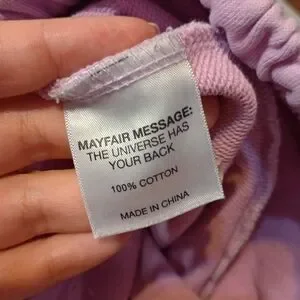 MAYFAIR MESSAGE:
THE UNIVERSE HAS
YOUR BACK
100% COTTON
MADE IN CHINA